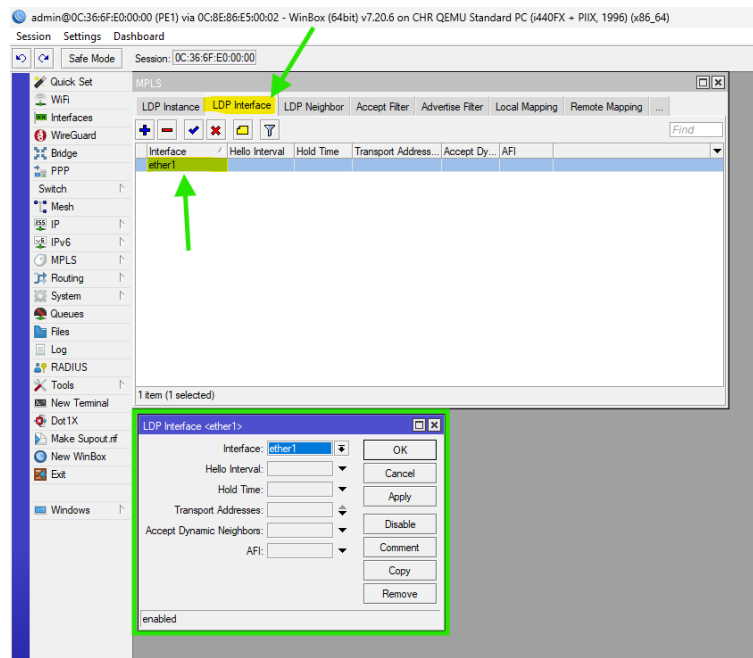 admin@0C:36:6F:E0:00:00 (PE1) via 0C:8E:86:E5:00:02 - WinBox (64bit) v7.20.6 on CHR QEMU Standard PC (i440FX + PIIX, 1996) (x86_64)
Session Settings Dashboard
Safe Mode Session: 0C:36:6F:E0:00:00
Quick Set
WiFi
Interfaces
WireGuard
Bridge
PPP
Switch
Mesh
IP
IPv6
MPLS
Routing
System
Queues
Files
Log
RADIUS
Tools
New Terminal
Dot1X
Make Supout.rif
New WinBox
Exit
Windows
MPLS
LDP Instance LDP Interface LDP Neighbor Accept Filter Advertise Filter Local Mapping Remote Mapping ...
Find
Interface Hello Interval Hold Time Transport Address... Accept Dy... AFI
ether1
1 item (1 selected)
LDP Interface <ether1>
Interface: ether1 OK
Hello Interval: Cancel
Hold Time: Apply
Transport Addresses:
Accept Dynamic Neighbors: Disable
AFI: Comment
Copy
Remove
enabled